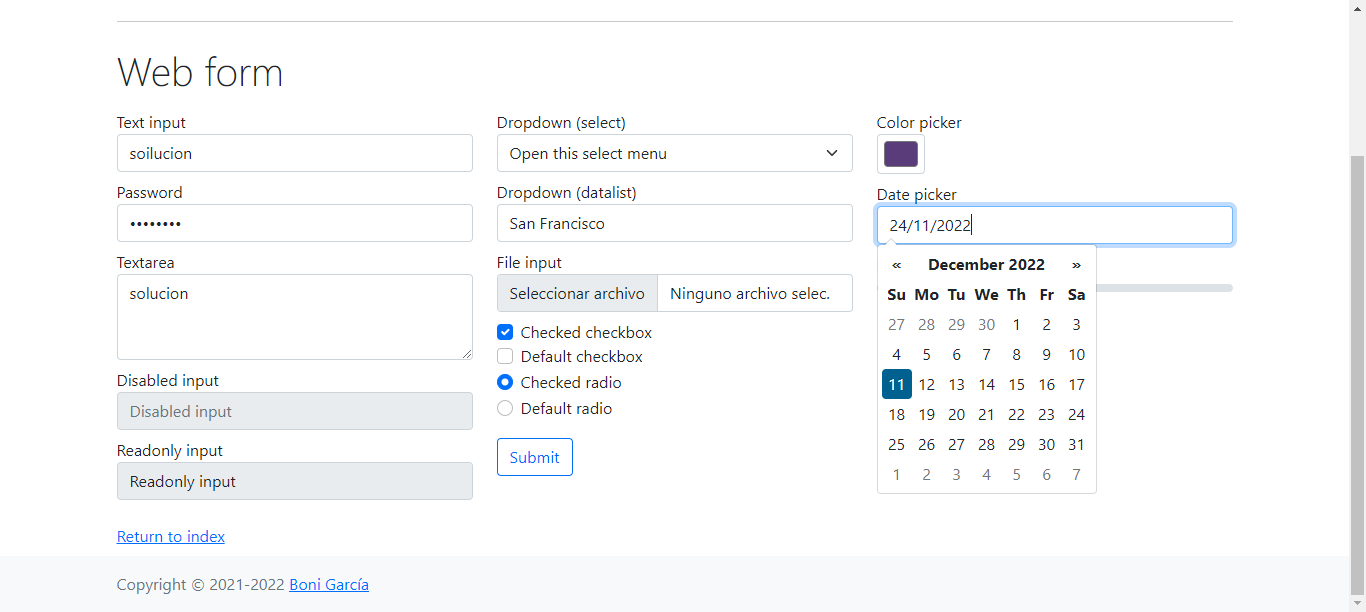 Web form
Text input
soilucion
Password
••••••••
Textarea
solucion
Disabled input
Disabled input
Readonly input
Readonly input
Dropdown (select)
Open this select menu
Dropdown (datalist)
San Francisco
File input
Seleccionar archivo Ninguno archivo selec.
Checked checkbox
Default checkbox
Checked radio
Default radio
Submit
Color picker
Date picker
24/11/2022
« December 2022 »
Su Mo Tu We Th Fr Sa
27 28 29 30 1 2 3
4 5 6 7 8 9 10
11 12 13 14 15 16 17
18 19 20 21 22 23 24
25 26 27 28 29 30 31
1 2 3 4 5 6 7
Return to index
Copyright © 2021-2022 Boni García